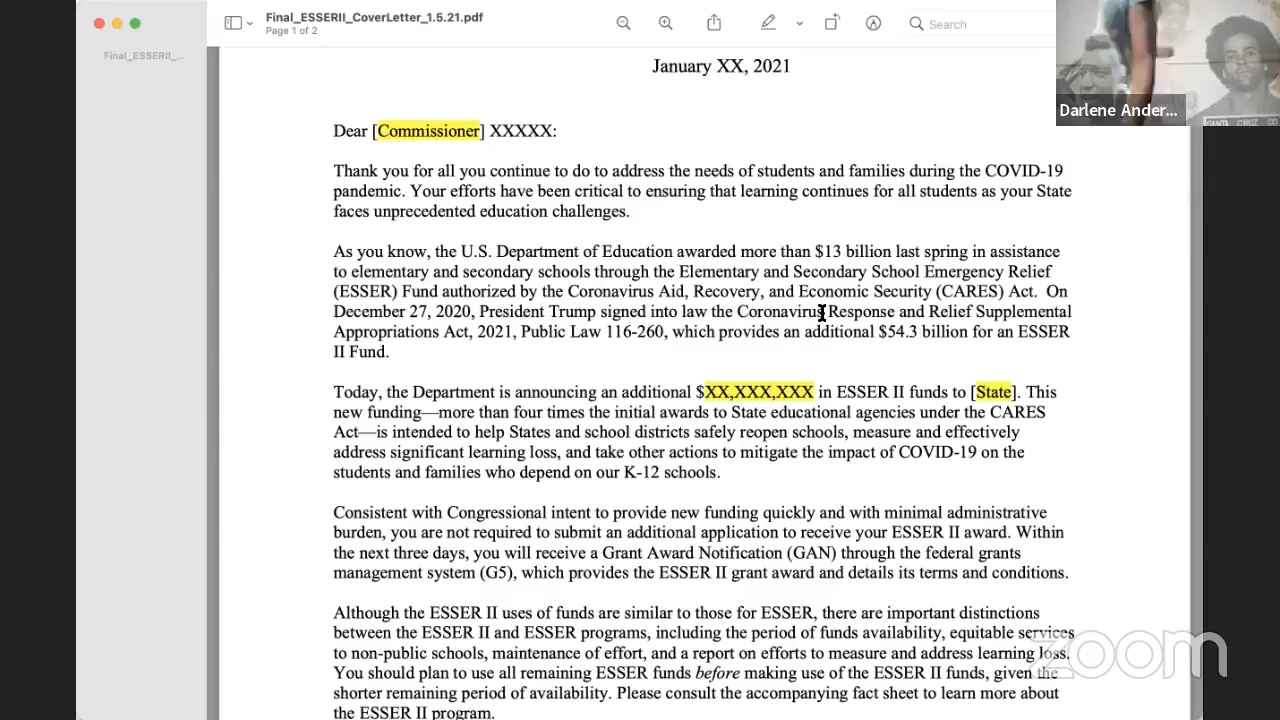 Final_ESSERII_CoverLetter_1.5.21.pdf
Page 1 of 2
Search
Final_ESSERII_...
Darlene Ander...
January XX, 2021
Dear [Commissioner] XXXXX:
Thank you for all you continue to do to address the needs of students and families during the COVID-19
pandemic. Your efforts have been critical to ensuring that learning continues for all students as your State
faces unprecedented education challenges.
As you know, the U.S. Department of Education awarded more than $13 billion last spring in assistance
to elementary and secondary schools through the Elementary and Secondary School Emergency Relief
(ESSER) Fund authorized by the Coronavirus Aid, Recovery, and Economic Security (CARES) Act. On
December 27, 2020, President Trump signed into law the Coronavirus Response and Relief Supplemental
Appropriations Act, 2021, Public Law 116-260, which provides an additional $54.3 billion for an ESSER
II Fund.
Today, the Department is announcing an additional $XX,XXX,XXX in ESSER II funds to [State]. This
new funding—more than four times the initial awards to State educational agencies under the CARES
Act—is intended to help States and school districts safely reopen schools, measure and effectively
address significant learning loss, and take other actions to mitigate the impact of COVID-19 on the
students and families who depend on our K-12 schools.
Consistent with Congressional intent to provide new funding quickly and with minimal administrative
burden, you are not required to submit an additional application to receive your ESSER II award. Within
the next three days, you will receive a Grant Award Notification (GAN) through the federal grants
management system (G5), which provides the ESSER II grant award and details its terms and conditions.
Although the ESSER II uses of funds are similar to those for ESSER, there are important distinctions
between the ESSER II and ESSER programs, including the period of funds availability, equitable services
to non-public schools, maintenance of effort, and a report on efforts to measure and address learning loss.
You should plan to use all remaining ESSER funds before making use of the ESSER II funds, given the
shorter remaining period of availability. Please consult the accompanying fact sheet to learn more about
the ESSER II program.
zoom